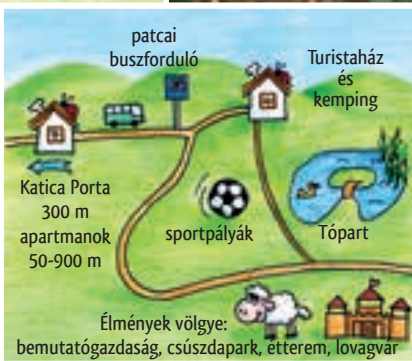 patcai
buszforduló
Turistaház
és
kemping
Katica Porta
300 m
apartmanok
50-900 m
sportpályák
Tópart
Élmények völgye:
bemutatógazdaság, csúszdapark, étterem, lovagvár